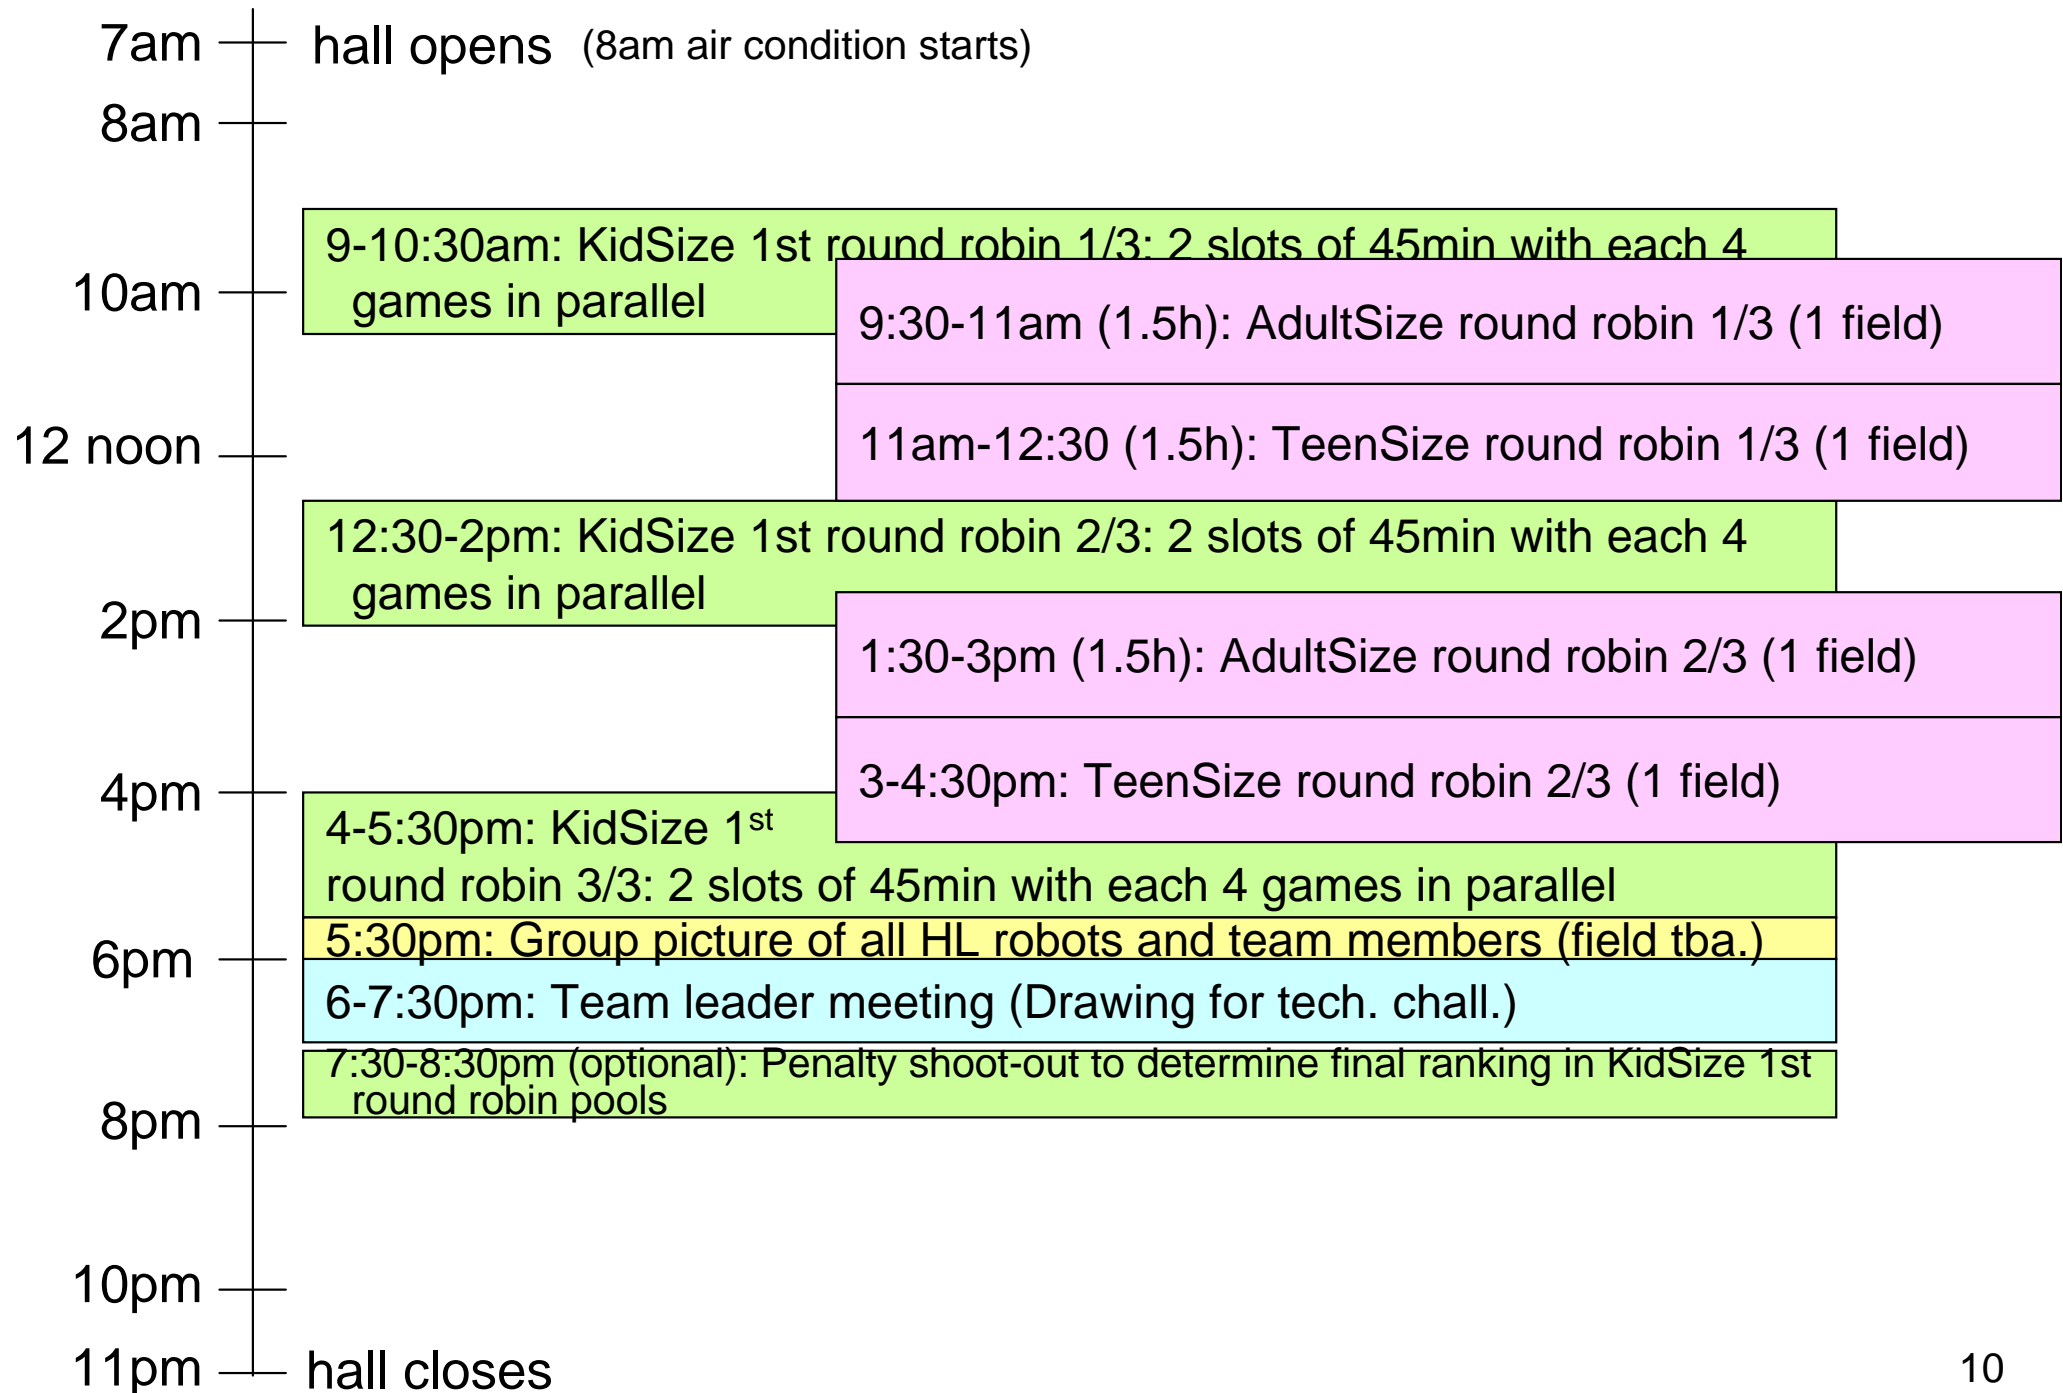 7am hall opens (8am air condition starts)
8am
9-10:30am: KidSize 1st round robin 1/3: 2 slots of 45min with each 4
games in parallel
10am
9:30-11am (1.5h): AdultSize round robin 1/3 (1 field)
11am-12:30 (1.5h): TeenSize round robin 1/3 (1 field)
12 noon
12:30-2pm: KidSize 1st round robin 2/3: 2 slots of 45min with each 4
games in parallel
2pm
1:30-3pm (1.5h): AdultSize round robin 2/3 (1 field)
3-4:30pm: TeenSize round robin 2/3 (1 field)
4pm
4-5:30pm: KidSize 1st
round robin 3/3: 2 slots of 45min with each 4 games in parallel
5:30pm: Group picture of all HL robots and team members (field tba.)
6pm
6-7:30pm: Team leader meeting (Drawing for tech. chall.)
7:30-8:30pm (optional): Penalty shoot-out to determine final ranking in KidSize 1st
round robin pools
8pm
10pm
11pm hall closes
10